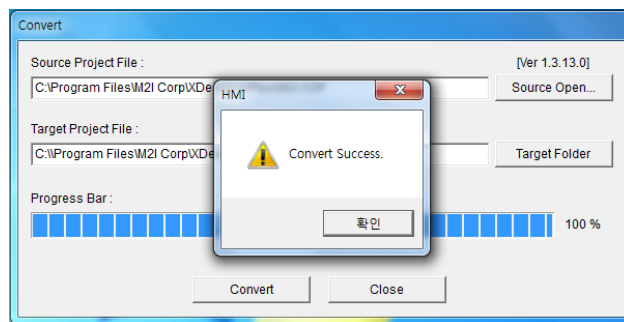 Convert
Source Project File :
[Ver 1.3.13.0]
C:\Program Files\M2I Corp\XDe
Source Open...
HMI
Convert Success.
확인
Target Project File :
C:\\Program Files\M2I Corp\XDe
Target Folder
Progress Bar :
100 %
Convert
Close